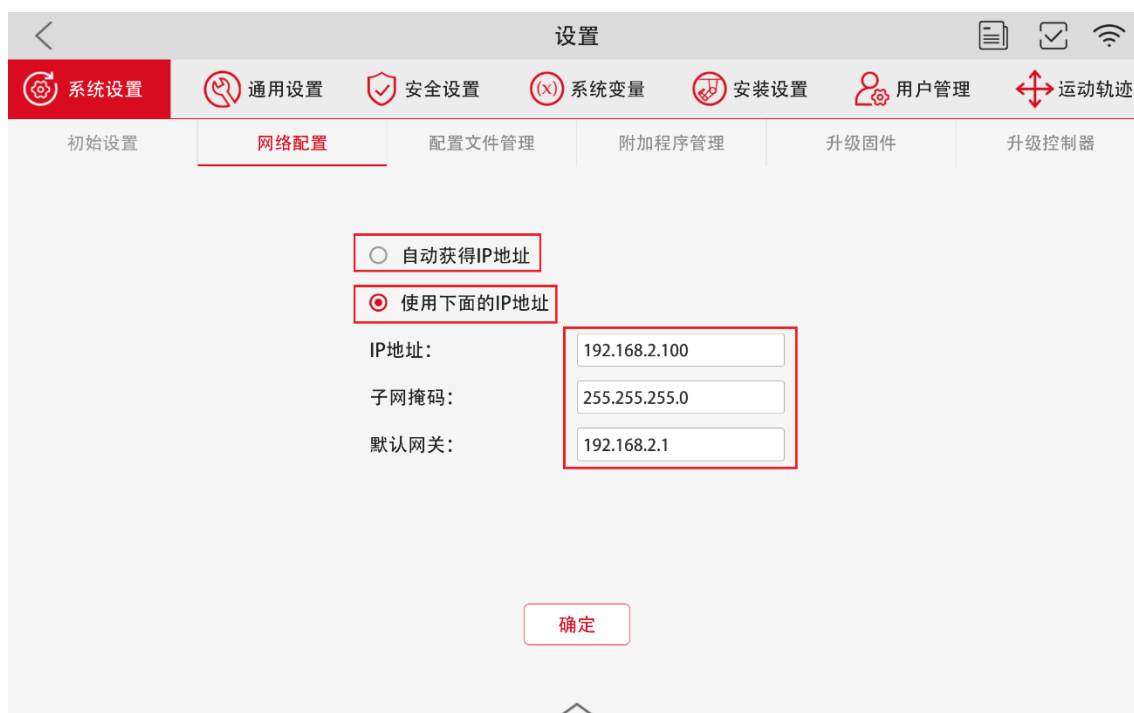 设置
系统设置 通用设置 安全设置 (x) 系统变量 安装设置 用户管理 运动轨迹
初始设置 网络配置 配置文件管理 附加程序管理 升级固件 升级控制器
自动获得IP地址
使用下面的IP地址
IP地址: 192.168.2.100
子网掩码: 255.255.255.0
默认网关: 192.168.2.1
确定